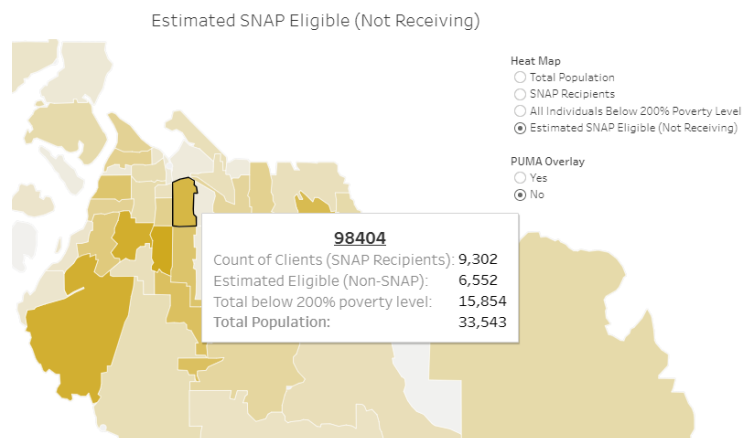 Estimated SNAP Eligible (Not Receiving)
Heat Map
Total Population
SNAP Recipients
All Individuals Below 200% Poverty Level
Estimated SNAP Eligible (Not Receiving)
PUMA Overlay
Yes
No
98404
Count of Clients (SNAP Recipients): 9,302
Estimated Eligible (Non-SNAP): 6,552
Total below 200% poverty level: 15,854
Total Population: 33,543